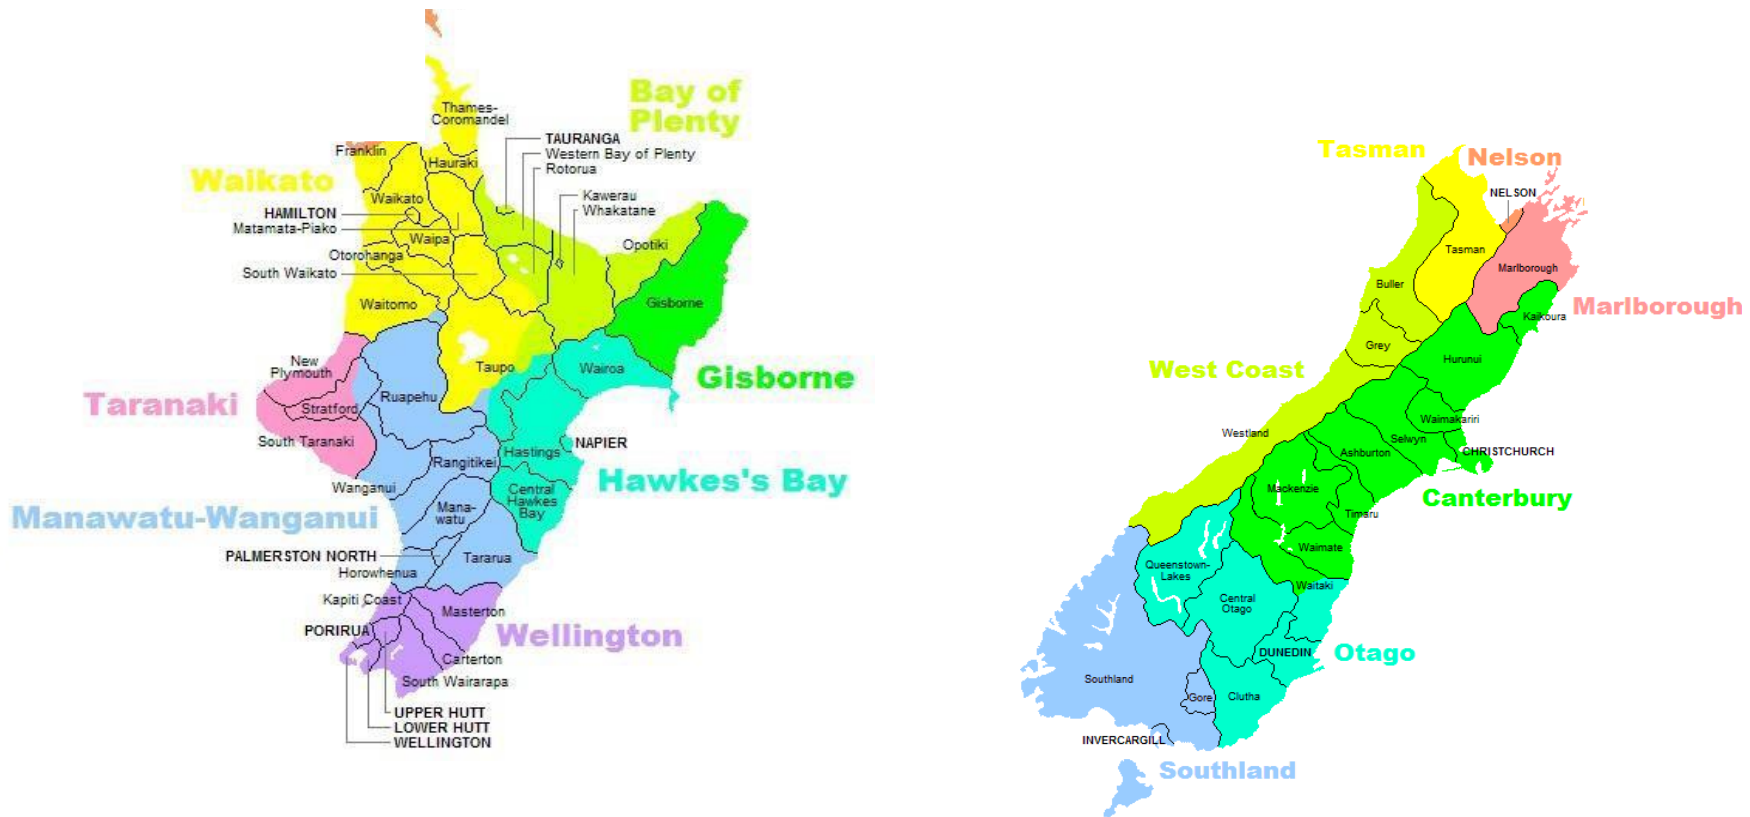 Thames-
Coromandel
Bay of
Plenty
TAURANGA
Western Bay of Plenty
Rotorua
Franklin
Hauraki
Waikato
Waikato
Kawerau
Whakatane
HAMILTON
Matamata-Piako
Waipa
Opotiki
Otorohanga
South Waikato
Waitomo
Gisborne
New
Plymouth
Taupo
Wairoa
Gisborne
Taranaki
Ruapehu
Stratford
South Taranaki
NAPIER
Hastings
Rangitikei
Hawkes's Bay
Wanganui
Central
Hawkes
Bay
Manawatu-Wanganui
Mana-
watu
PALMERSTON NORTH
Tararua
Horowhenua
Kapiti Coast
Masterton
PORIRUA
Wellington
Carterton
South Wairarapa
UPPER HUTT
LOWER HUTT
WELLINGTON
Tasman
Nelson
NELSON
Tasman
Marlborough
Buller
Marlborough
Kaikoura
Grey
Hurunui
West Coast
Waimakariri
Westland
Selwyn
Ashburton
CHRISTCHURCH
Mackenzie
Canterbury
Timaru
Waimate
Queenstown-
Lakes
Waitaki
Central
Otago
DUNEDIN
Otago
Southland
Gore
Clutha
INVERCARGILL
Southland